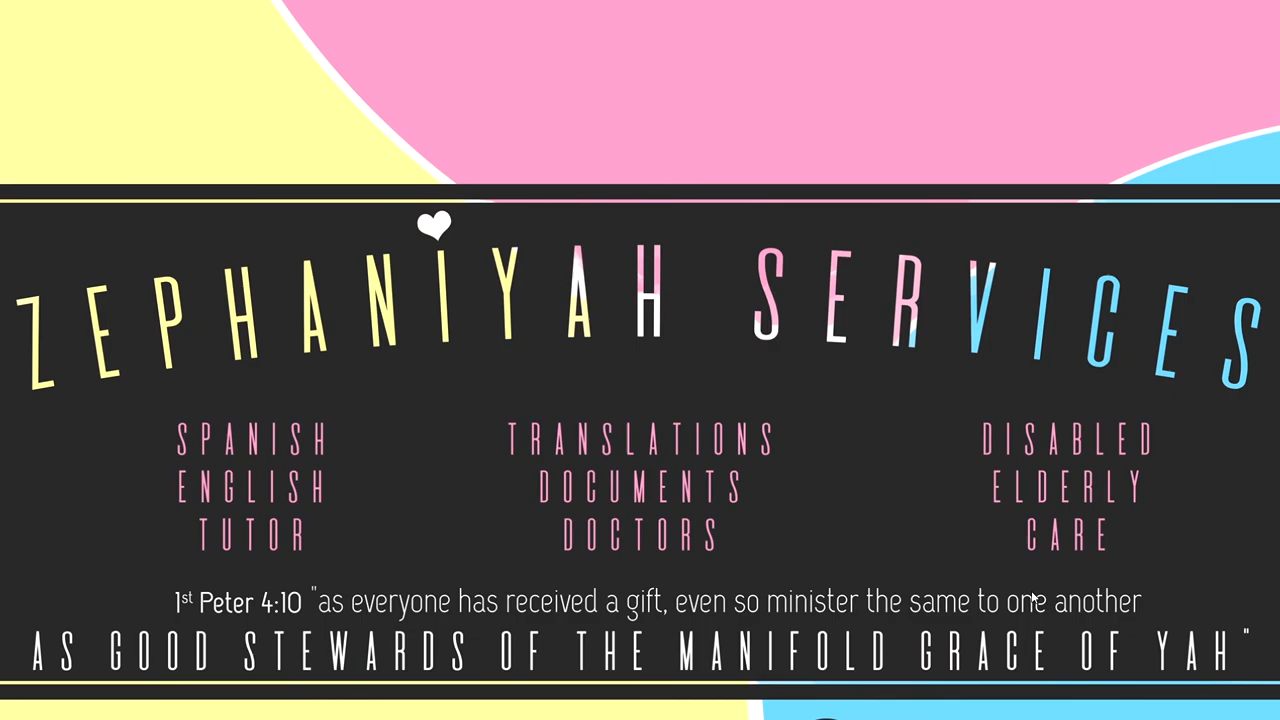 ZEPHANIYAH SERVICES
SPANISH
ENGLISH
TUTOR
TRANSLATIONS
DOCUMENTS
DOCTORS
DISABLED
ELDERLY
CARE
1st Peter 4:10 "as everyone has received a gift, even so minister the same to one another
AS GOOD STEWARDS OF THE MANIFOLD GRACE OF YAH"